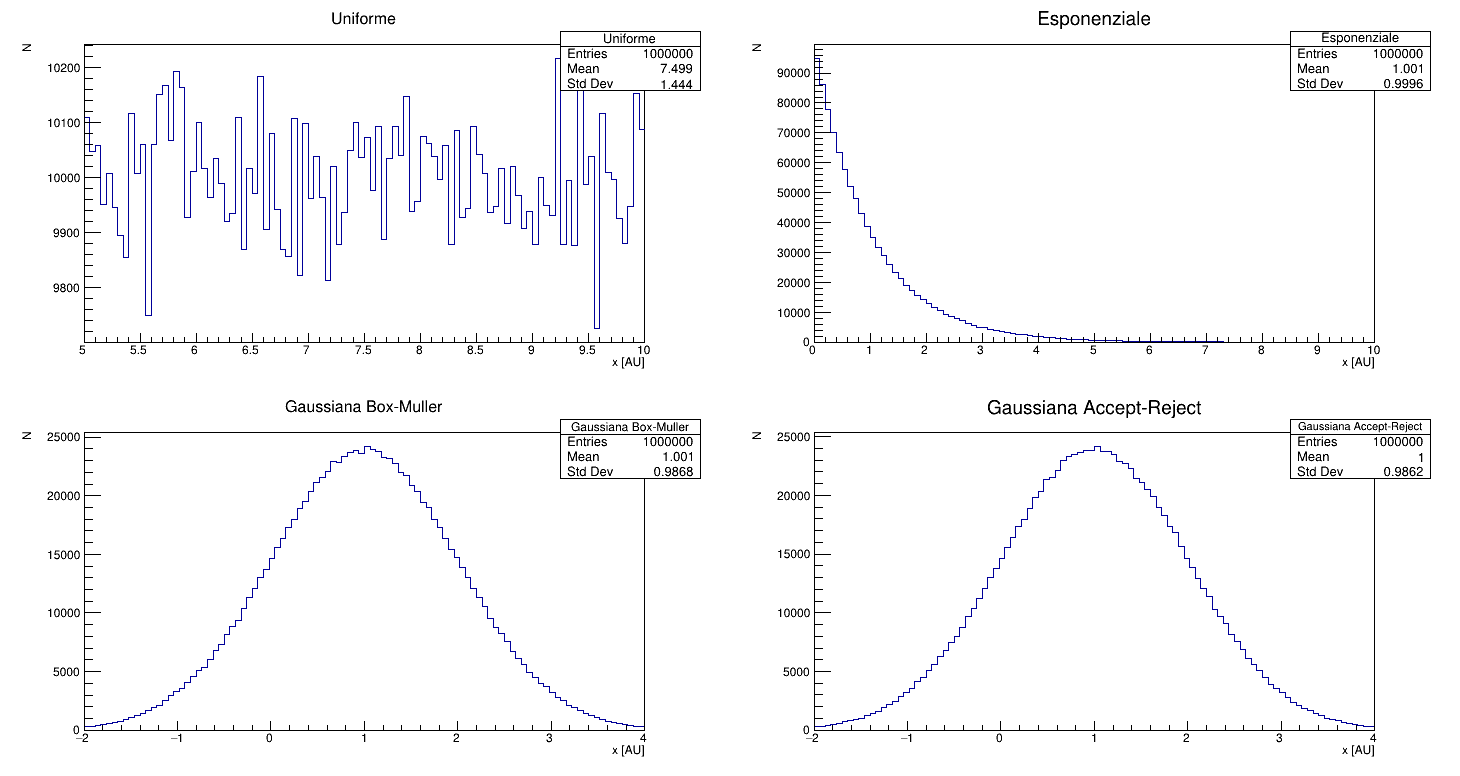 Uniforme
N
Uniforme
Entries 1000000
Mean 7.499
Std Dev 1.444
10200
10100
10000
9900
9800
5 5.5 6 6.5 7 7.5 8 8.5 9 9.5 10
x [AU]
Esponenziale
N
Esponenziale
Entries 1000000
Mean 1.001
Std Dev 0.9996
90000
80000
70000
60000
50000
40000
30000
20000
10000
0
0 1 2 3 4 5 6 7 8 9 10
x [AU]
Gaussiana Box-Muller
N
Gaussiana Box-Muller
Entries 1000000
Mean 1.001
Std Dev 0.9868
25000
20000
15000
10000
5000
0
−2 −1 0 1 2 3 4
x [AU]
Gaussiana Accept-Reject
N
Gaussiana Accept-Reject
Entries 1000000
Mean 1
Std Dev 0.9862
25000
20000
15000
10000
5000
0
−2 −1 0 1 2 3 4
x [AU]